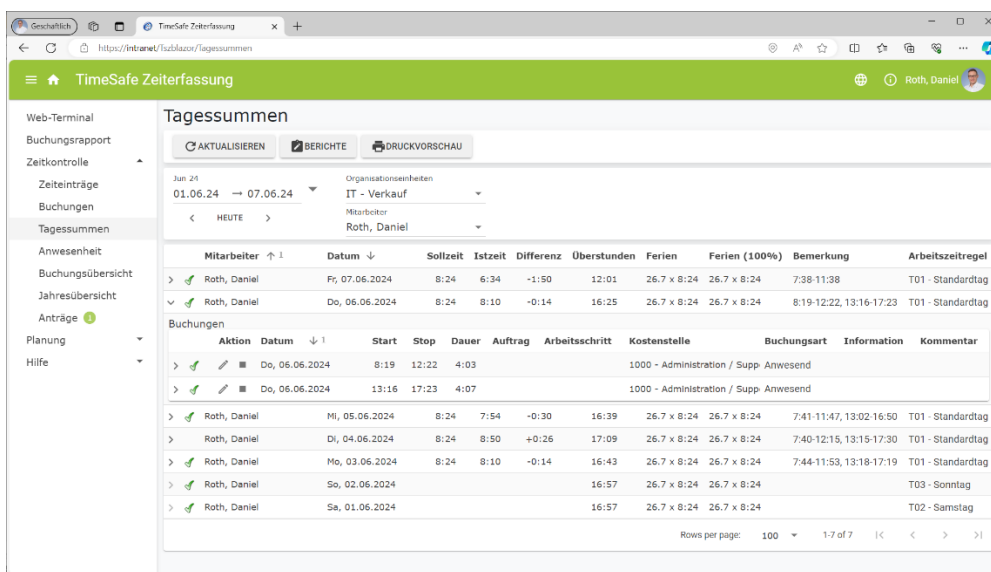 Geschäftlich TimeSafe Zeiterfassung
https://intranet/Tszblazor/Tagessummen
TimeSafe Zeiterfassung Roth, Daniel
Web-Terminal
Buchungsrapport
Zeitkontrolle
Zeiteinträge
Buchungen
Tagessummen
Anwesenheit
Buchungsübersicht
Jahresübersicht
Anträge 1
Planung
Hilfe
Tagessummen
AKTUALISIEREN BERICHTE DRUCKVORSCHAU
Jun 24 Organisationseinheiten
01.06.24 → 07.06.24 IT - Verkauf
< HEUTE > Mitarbeiter
Roth, Daniel
Mitarbeiter ↑ 1 Datum ↓ Sollzeit Istzeit Differenz Überstunden Ferien Ferien (100%) Bemerkung Arbeitszeitregel
Roth, Daniel Fr, 07.06.2024 8:24 6:34 -1:50 12:01 26.7 x 8:24 26.7 x 8:24 7:38-11:38 T01 - Standardtag
Roth, Daniel Do, 06.06.2024 8:24 8:10 -0:14 16:25 26.7 x 8:24 26.7 x 8:24 8:19-12:22, 13:16-17:23 T01 - Standardtag
Buchungen
Aktion Datum ↓ 1 Start Stop Dauer Auftrag Arbeitsschritt Kostenstelle Buchungsart Information Kommentar
Do, 06.06.2024 8:19 12:22 4:03 1000 - Administration / Supp Anwesend
Do, 06.06.2024 13:16 17:23 4:07 1000 - Administration / Supp Anwesend
Roth, Daniel Mi, 05.06.2024 8:24 7:54 -0:30 16:39 26.7 x 8:24 26.7 x 8:24 7:41-11:47, 13:02-16:50 T01 - Standardtag
Roth, Daniel Di, 04.06.2024 8:24 8:50 +0:26 17:09 26.7 x 8:24 26.7 x 8:24 7:40-12:15, 13:15-17:30 T01 - Standardtag
Roth, Daniel Mo, 03.06.2024 8:24 8:10 -0:14 16:43 26.7 x 8:24 26.7 x 8:24 7:44-11:53, 13:18-17:19 T01 - Standardtag
Roth, Daniel So, 02.06.2024 16:57 26.7 x 8:24 26.7 x 8:24 T03 - Sonntag
Roth, Daniel Sa, 01.06.2024 16:57 26.7 x 8:24 26.7 x 8:24 T02 - Samstag
Rows per page: 100 1-7 of 7